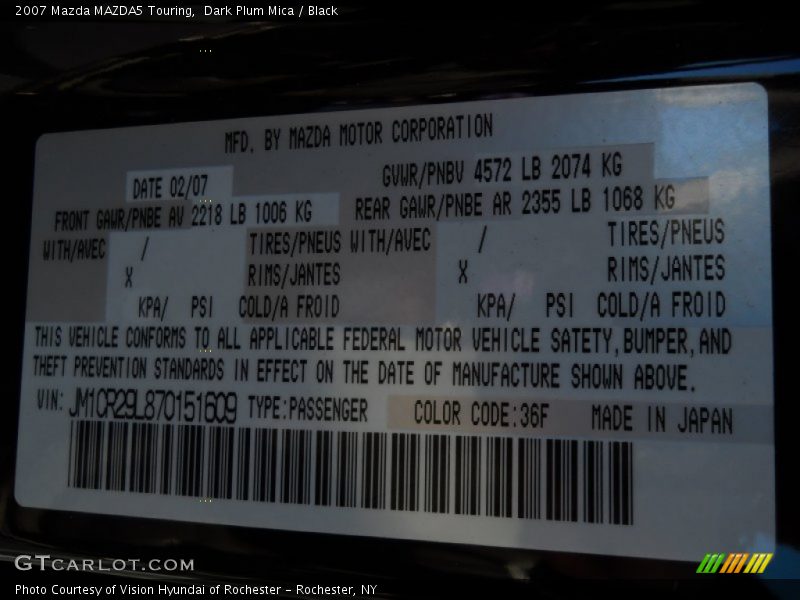 2007 Mazda MAZDA5 Touring,  Dark Plum Mica / Black
MFD. BY MAZDA MOTOR CORPORATION
DATE 02/07 GVWR/PNBV 4572 LB 2074 KG
FRONT GAWR/PNBE AV 2218 LB 1006 KG REAR GAWR/PNBE AR 2355 LB 1068 KG
WITH/AVEC / TIRES/PNEUS WITH/AVEC / TIRES/PNEUS
X RIMS/JANTES X RIMS/JANTES
KPA/ PSI COLD/A FROID KPA/ PSI COLD/A FROID
THIS VEHICLE CONFORMS TO ALL APPLICABLE FEDERAL MOTOR VEHICLE SATETY,BUMPER,AND
THEFT PREVENTION STANDARDS IN EFFECT ON THE DATE OF MANUFACTURE SHOWN ABOVE.
VIN: JM1CR29L870151609 TYPE:PASSENGER COLOR CODE:36F MADE IN JAPAN
GTCARLOT.COM
Photo Courtesy of Vision Hyundai of Rochester – Rochester, NY